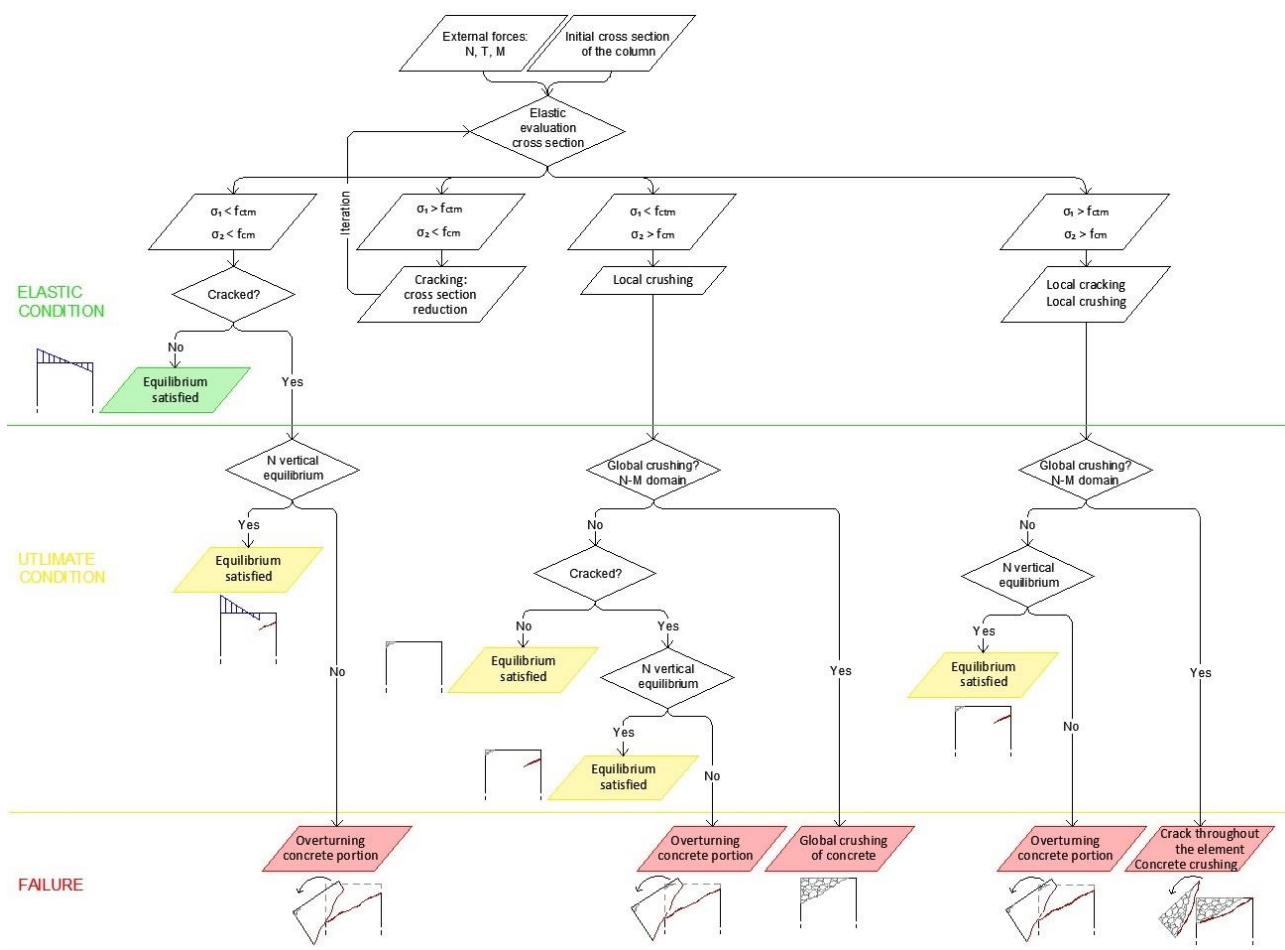 External forces:
N, T, M
Initial cross section
of the column
Elastic
evaluation
cross section
Iteration
σ₁ < fctm
σ₂ < fcm
σ₁ > fctm
σ₂ < fcm
σ₁ < fctm
σ₂ > fcm
σ₁ > fctm
σ₂ > fcm
ELASTIC
CONDITION
Cracked?
Cracking:
cross section
reduction
Local crushing
Local cracking
Local crushing
No
Yes
Equilibrium
satisfied
N vertical
equilibrium
Global crushing?
N-M domain
Global crushing?
N-M domain
UTLIMATE
CONDITION
Yes
No
Equilibrium
satisfied
No
Yes
Cracked?
No
Yes
Equilibrium
satisfied
N vertical
equilibrium
Yes
No
Equilibrium
satisfied
No
Yes
N vertical
equilibrium
Yes
No
Equilibrium
satisfied
FAILURE
Overturning
concrete portion
Overturning
concrete portion
Global crushing
of concrete
Overturning
concrete portion
Crack throughout
the element
Concrete crushing